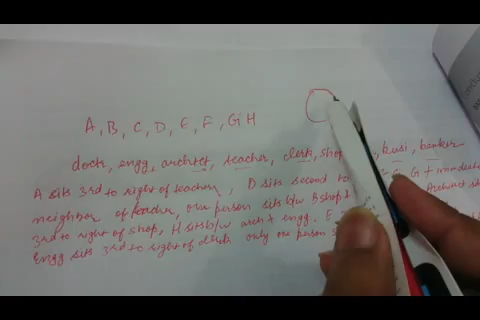 A, B, C, D, E, F, G, H
doctr, engg, architect, teacher, clerk, shop busi, banker
A sits 3rd to right of teacher, D sits second to G + immediate
neighbor of teacher, one person sits b/w B shop & Architect
3rd to right of shop, H sits b/w arch + engg. E
Engg sits 3rd to right of clerk only one person